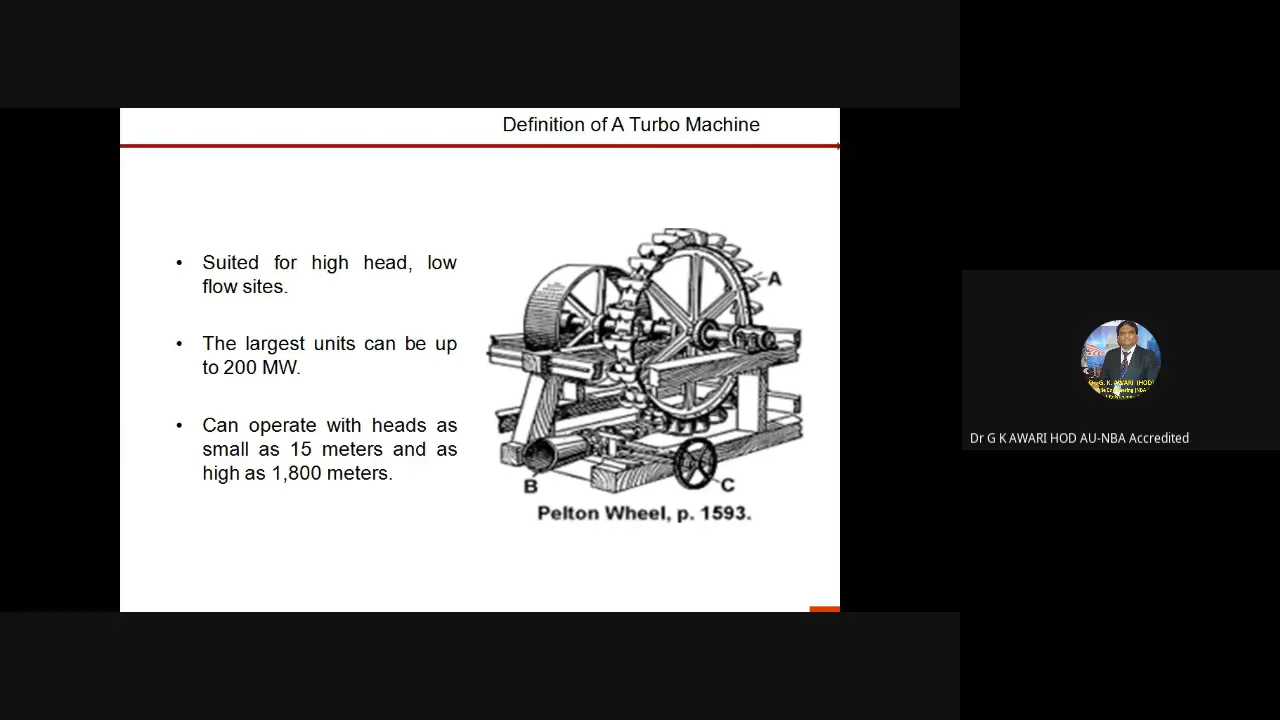 Definition of A Turbo Machine
• Suited for high head, low
flow sites.
• The largest units can be up
to 200 MW.
• Can operate with heads as
small as 15 meters and as
high as 1,800 meters.
A
B
C
Pelton Wheel, p. 1593.
Dr G K AWARI HOD AU-NBA Accredited